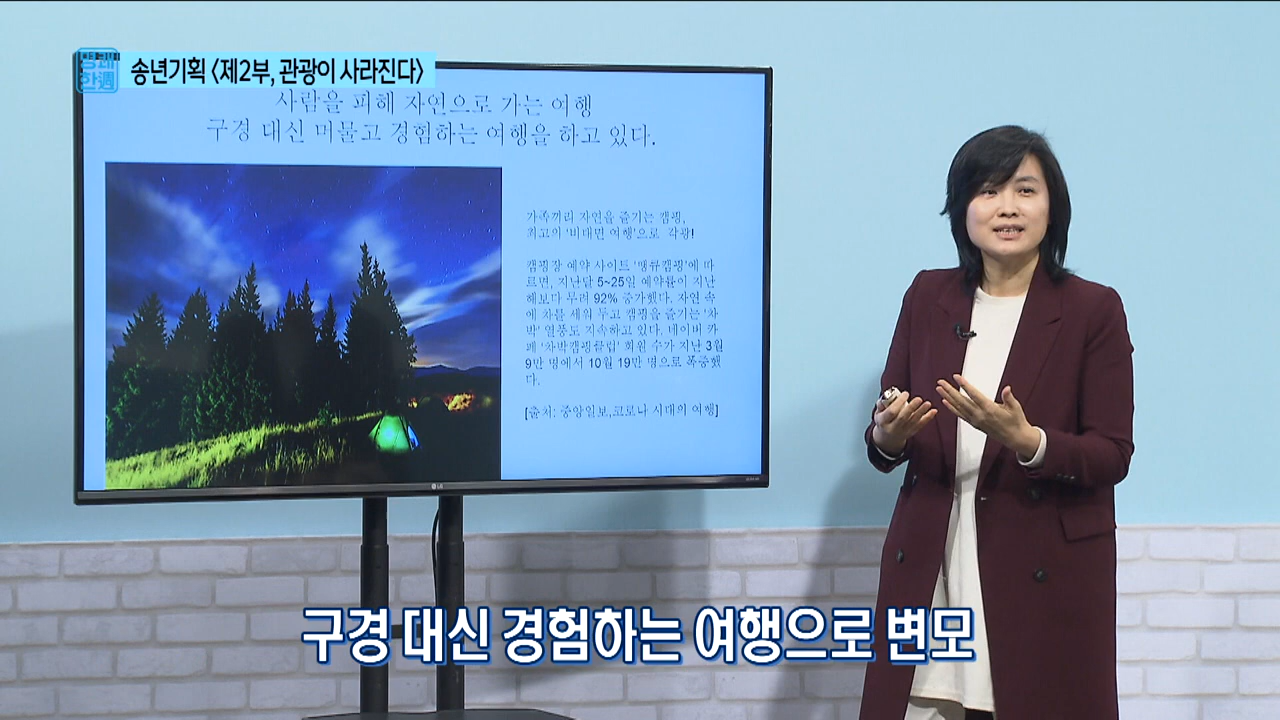 명쾌
한週
송년기획 <제2부, 관광이 사라진다>
사람을 피해 자연으로 가는 여행
구경 대신 머물고 경험하는 여행을 하고 있다.
가족끼리 자연을 즐기는 캠핑,
최고의 '비대면 여행'으로 각광!
캠핑장 예약 사이트 '땡큐캠핑'에 따
르면, 지난달 5~25일 예약률이 지난
해보다 무려 92% 증가했다. 자연 속
에 차를 세워 두고 캠핑을 즐기는 '차
박' 열풍도 지속하고 있다. 네이버 카
페 '차박캠핑클럽' 회원 수가 지난 3월
9만 명에서 10월 19만 명으로 폭증했
다.
[출처: 중앙일보,코로나 시대의 여행]
LG
구경 대신 경험하는 여행으로 변모